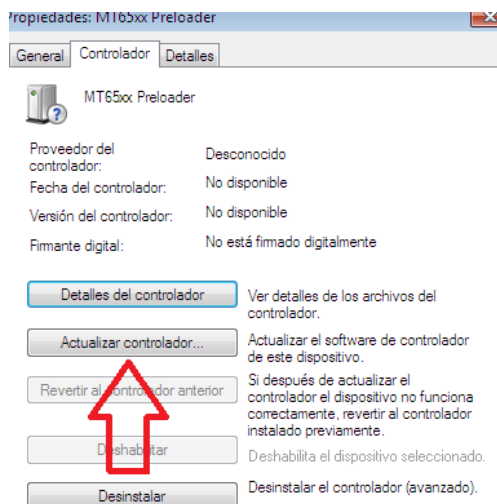 Propiedades: MT65xx Preloader
General Controlador Detalles
MT65xx Preloader
Proveedor del
controlador:
Desconocido
Fecha del controlador: No disponible
Versión del controlador: No disponible
Firmante digital: No está firmado digitalmente
Detalles del controlador
Ver detalles de los archivos del
controlador.
Actualizar controlador...
Actualizar el software de controlador
de este dispositivo.
Revertir al controlador anterior
Si después de actualizar el
controlador el dispositivo no funciona
correctamente, revertir al controlador
instalado previamente.
Deshabilitar
Deshabilita el dispositivo seleccionado.
Desinstalar
Desinstalar el controlador (avanzado).